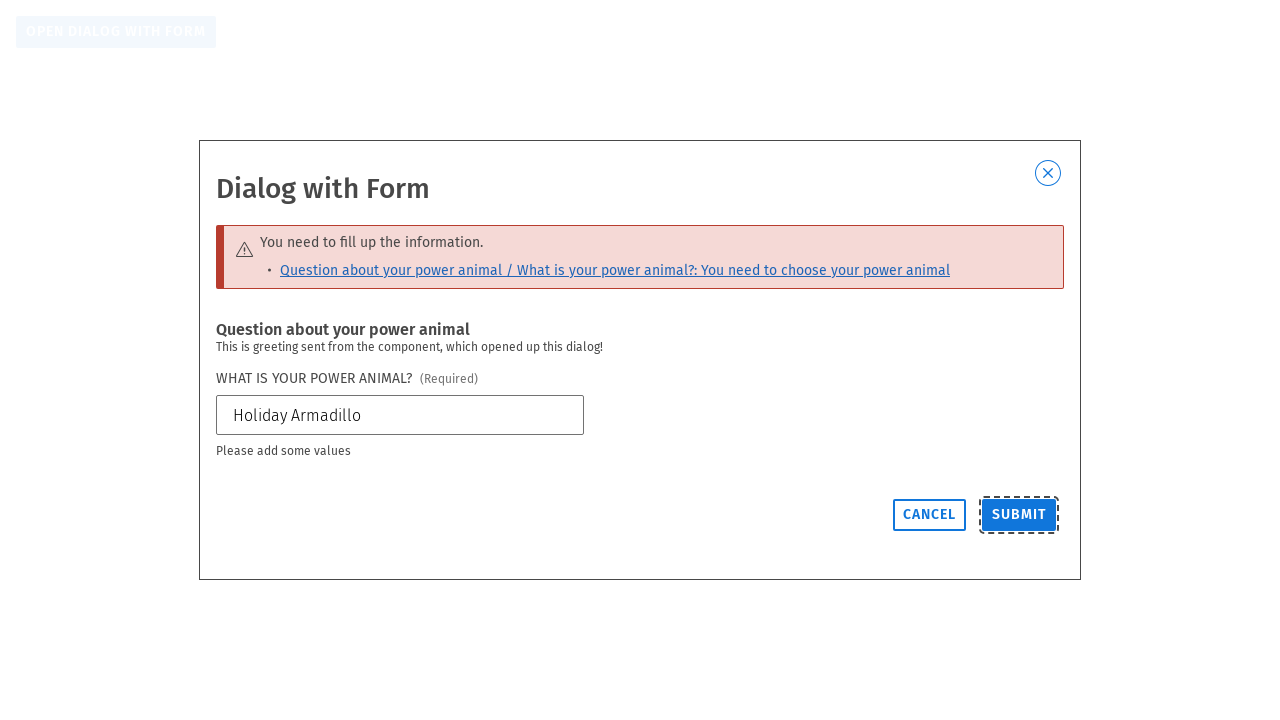 OPEN DIALOG WITH FORM
Dialog with Form
You need to fill up the information.
• Question about your power animal / What is your power animal?: You need to choose your power animal
Question about your power animal
This is greeting sent from the component, which opened up this dialog!
WHAT IS YOUR POWER ANIMAL? (Required)
Holiday Armadillo
Please add some values
CANCEL SUBMIT